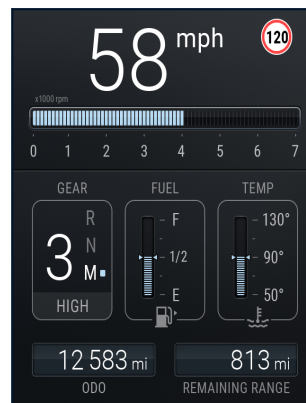 58 mph
120
x1000 rpm
0 1 2 3 4 5 6 7
GEAR FUEL TEMP
R F 130°
3 N 1/2 90°
M E 50°
HIGH
12 583 mi 813 mi
ODO REMAINING RANGE